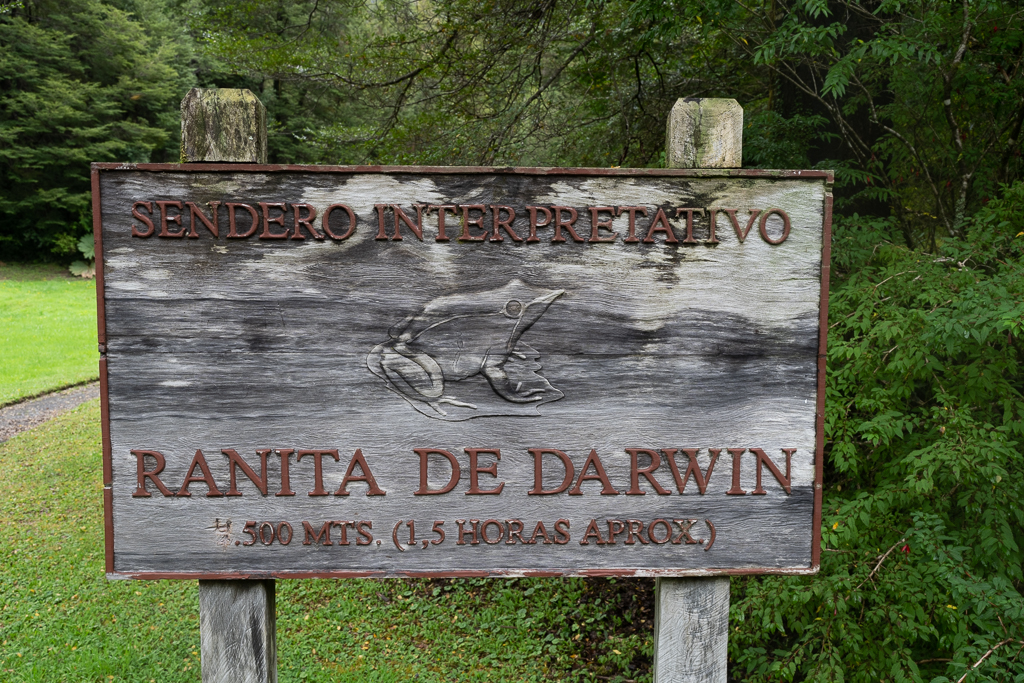 SENDERO INTERPRETATIVO
RANITA DE DARWIN
.500 MTS. (1,5 HORAS APROX.)